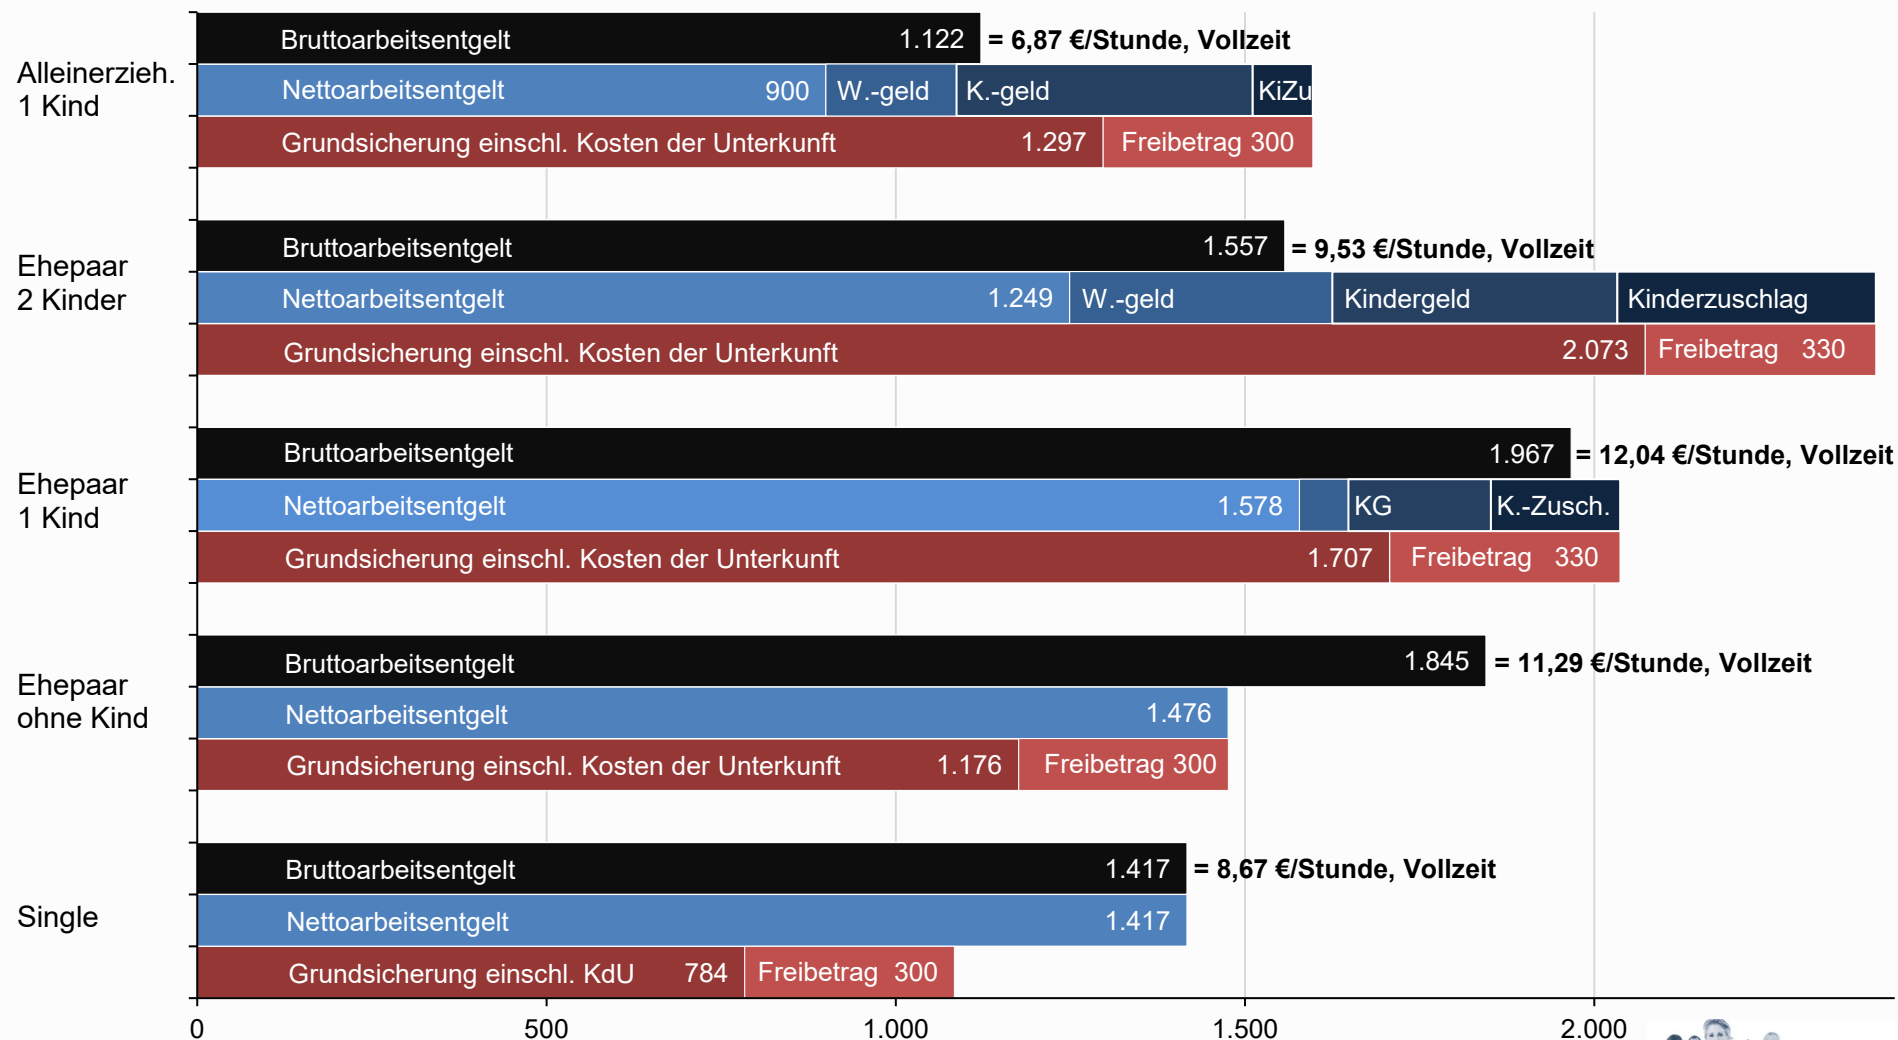 Alleinerzieh.
1 Kind
Bruttoarbeitsentgelt 1.122 = 6,87 €/Stunde, Vollzeit
Nettoarbeitsentgelt 900 W.-geld K.-geld KiZu
Grundsicherung einschl. Kosten der Unterkunft 1.297 Freibetrag 300
Ehepaar
2 Kinder
Bruttoarbeitsentgelt 1.557 = 9,53 €/Stunde, Vollzeit
Nettoarbeitsentgelt 1.249 W.-geld Kindergeld Kinderzuschlag
Grundsicherung einschl. Kosten der Unterkunft 2.073 Freibetrag 330
Ehepaar
1 Kind
Bruttoarbeitsentgelt 1.967 = 12,04 €/Stunde, Vollzeit
Nettoarbeitsentgelt 1.578 KG K.-Zusch.
Grundsicherung einschl. Kosten der Unterkunft 1.707 Freibetrag 330
Ehepaar
ohne Kind
Bruttoarbeitsentgelt 1.845 = 11,29 €/Stunde, Vollzeit
Nettoarbeitsentgelt 1.476
Grundsicherung einschl. Kosten der Unterkunft 1.176 Freibetrag 300
Single
Bruttoarbeitsentgelt 1.417 = 8,67 €/Stunde, Vollzeit
Nettoarbeitsentgelt 1.417
Grundsicherung einschl. KdU 784 Freibetrag 300
0 500 1.000 1.500 2.000